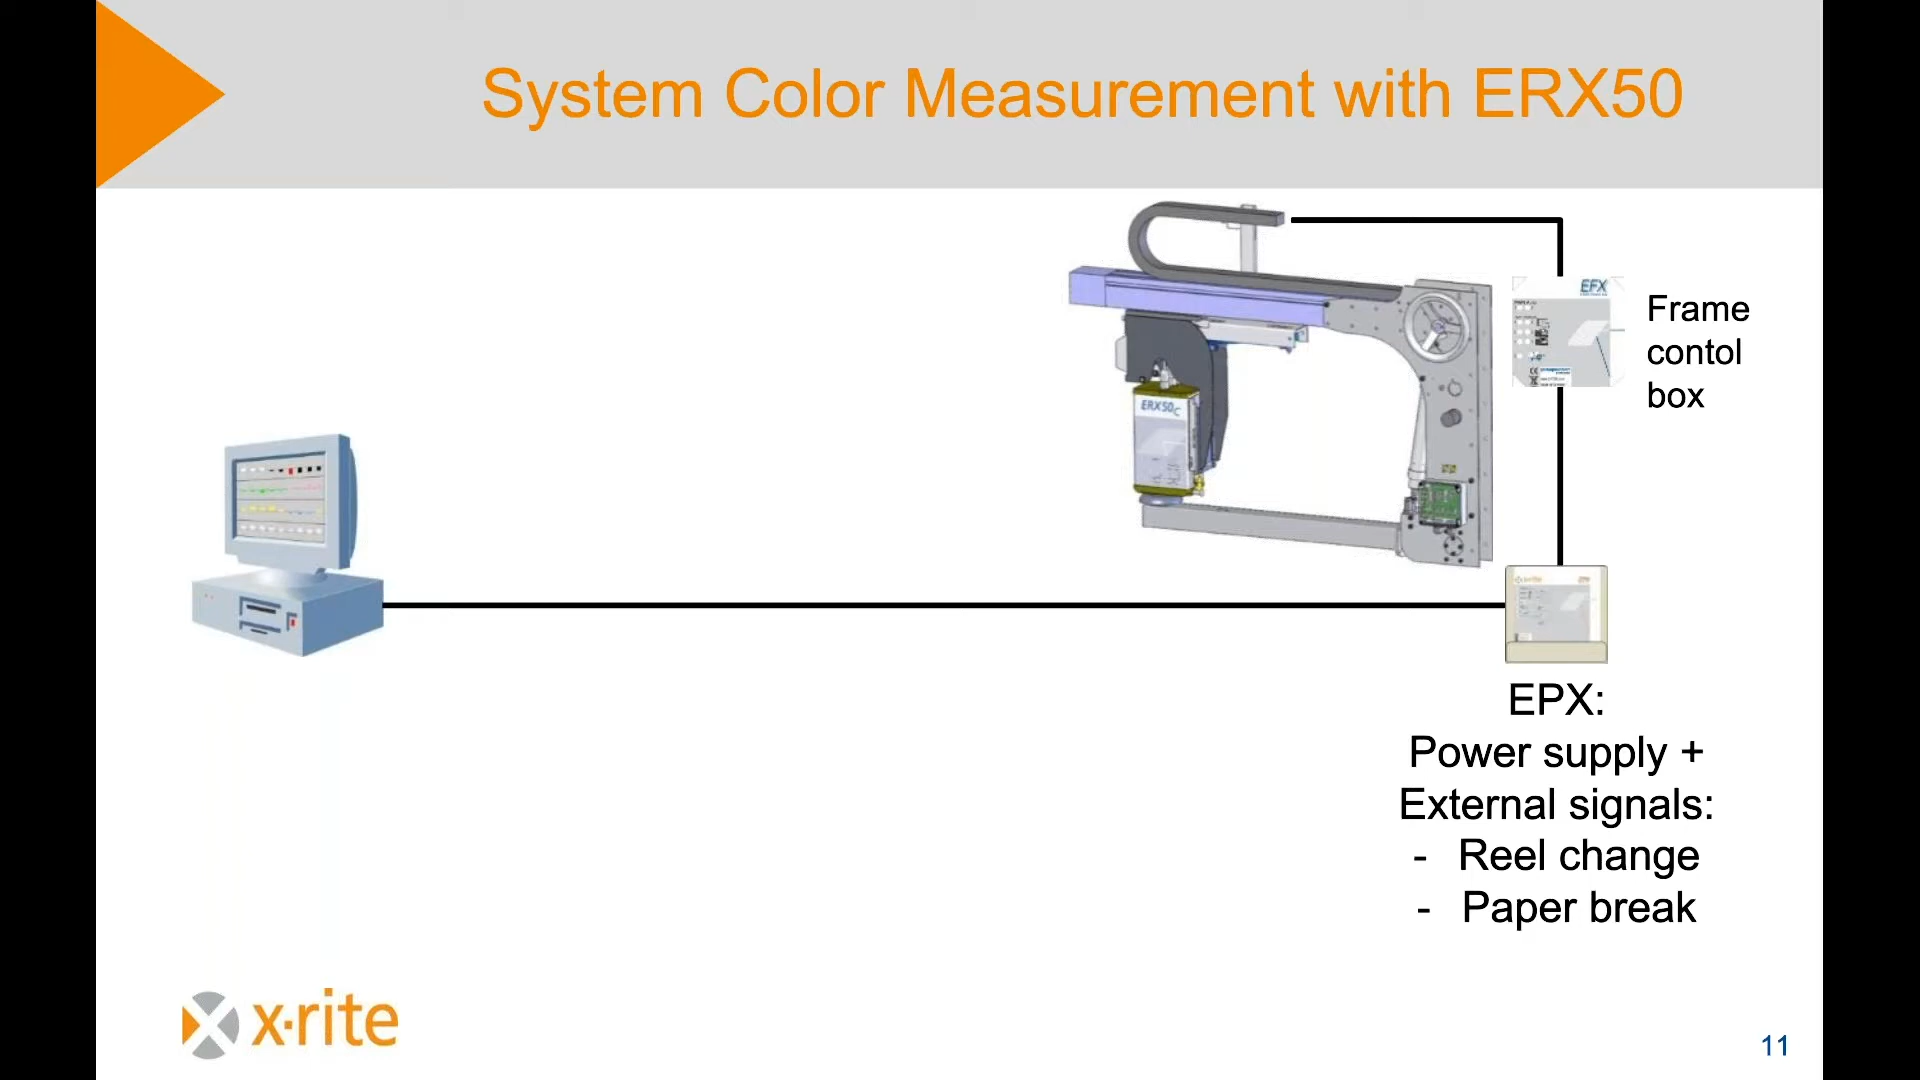 System Color Measurement with ERX50
EFX
Frame
contol
box
ERX50c
x·rite
EPX:
Power supply +
External signals:
- Reel change
- Paper break
x·rite
11